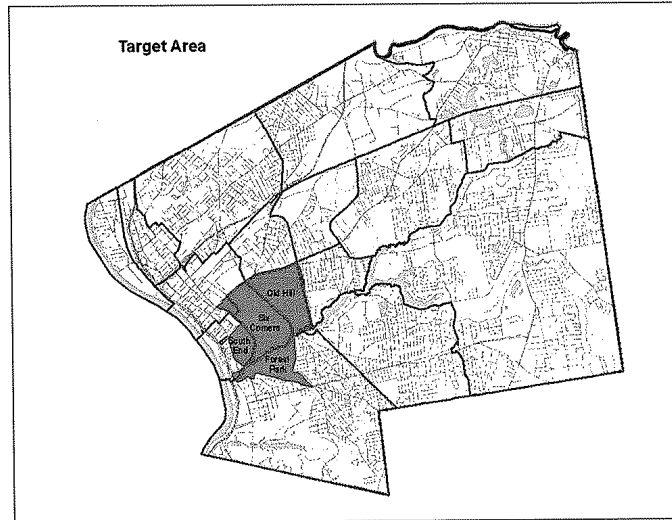 Target Area
Old Hill
Six
Corners
South
End
Forest
Park